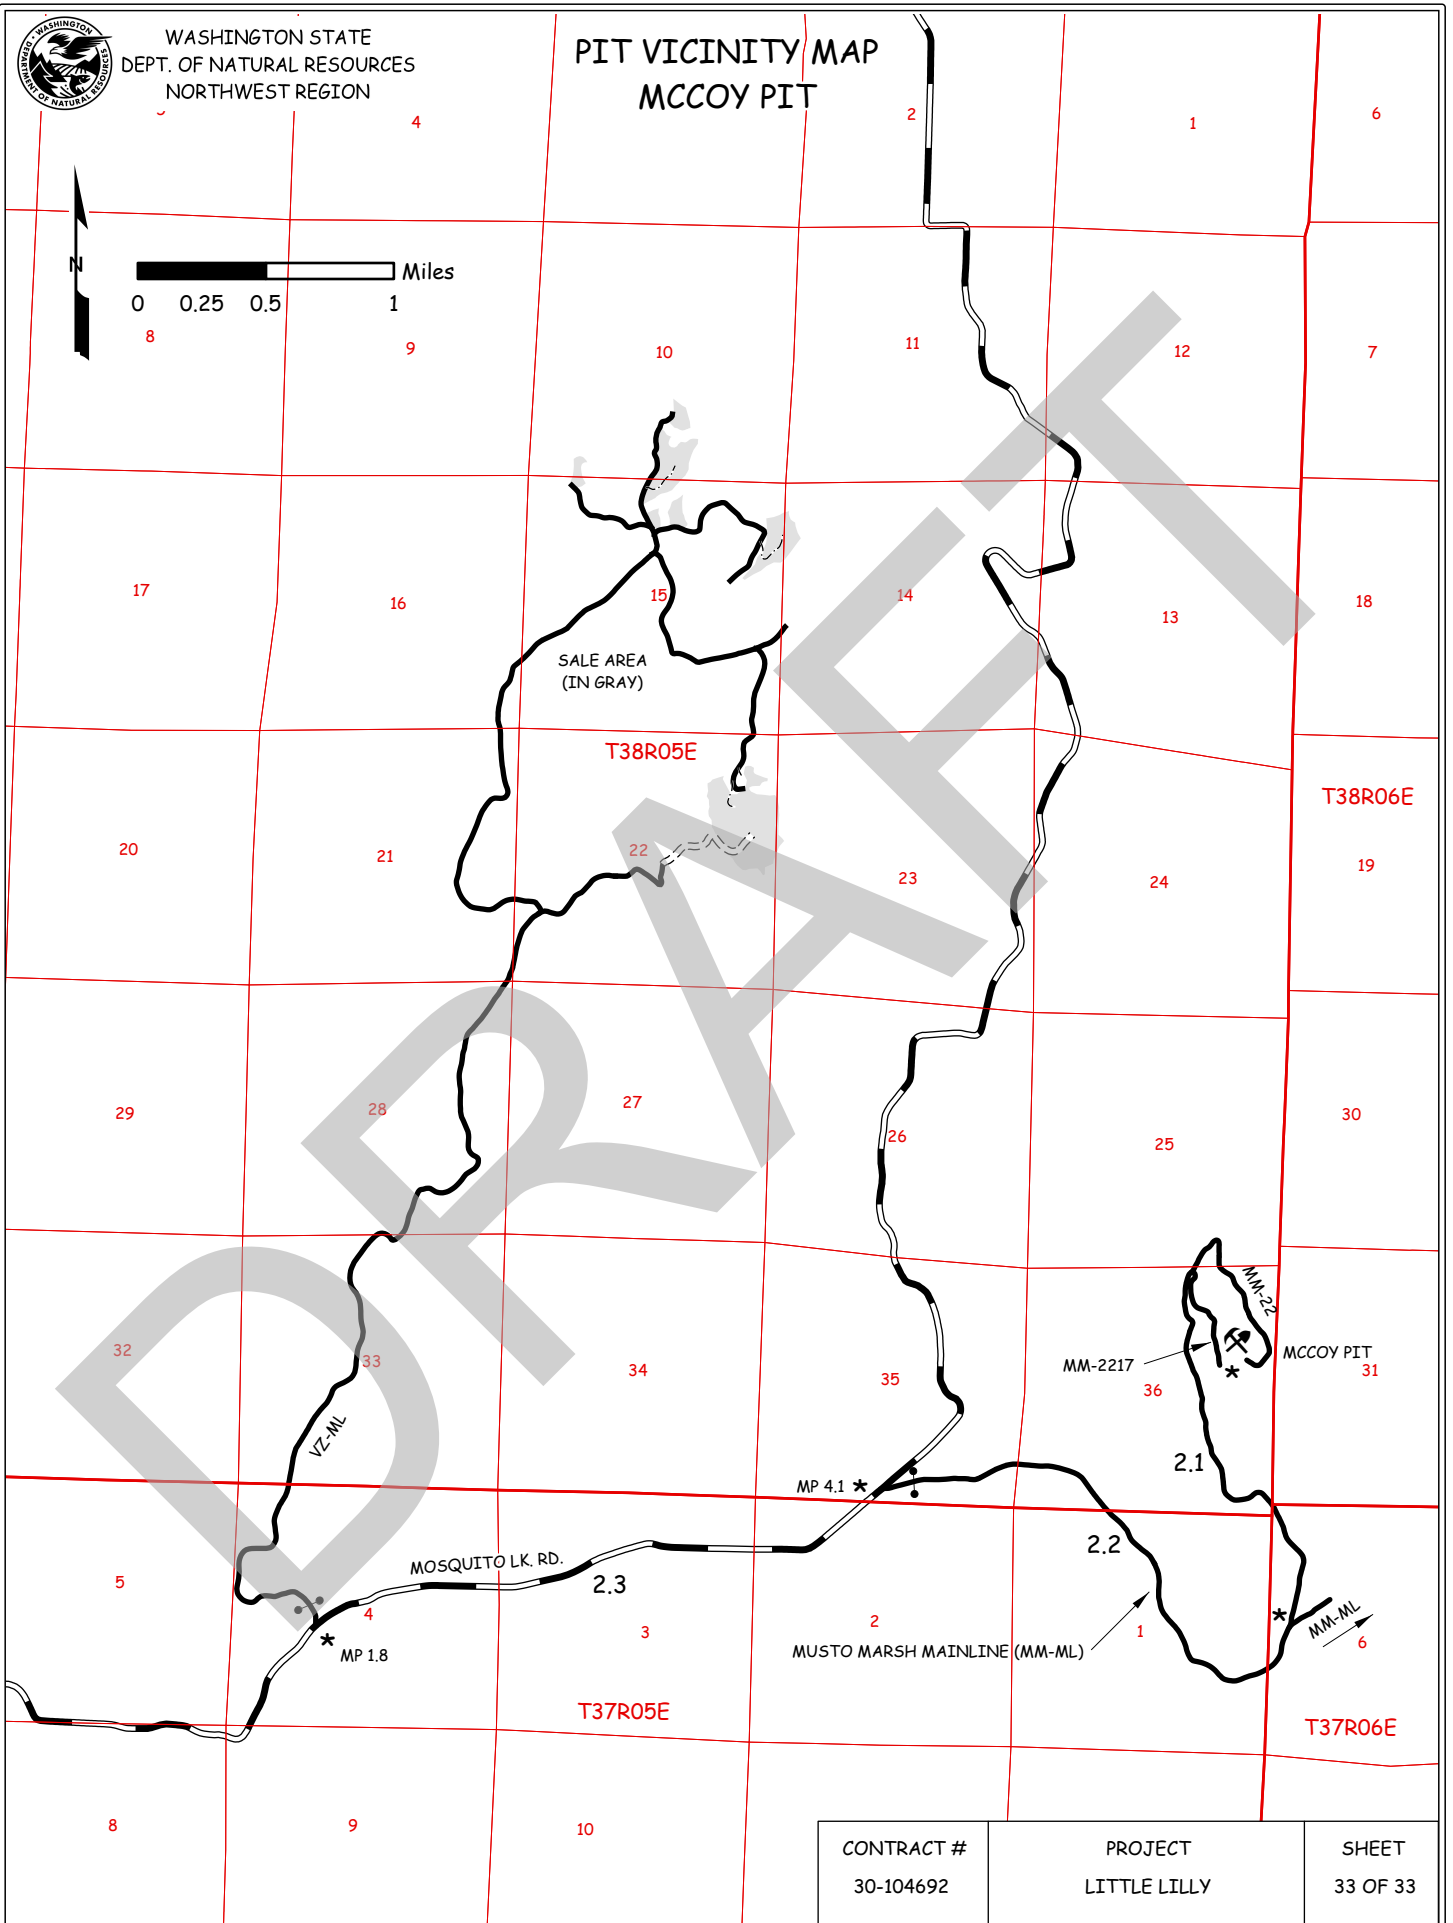 WASHINGTON
DEPARTMENT OF NATURAL RESOURCES
WASHINGTON STATE
DEPT. OF NATURAL RESOURCES
NORTHWEST REGION
PIT VICINITY MAP
MCCOY PIT
4
2
1
6
N
Miles
0 0.25 0.5 1
8
9
10
11
12
7
17
16
15
14
13
18
SALE AREA
(IN GRAY)
T38R05E
T38R06E
20
21
22
23
24
19
DRAFT
29
28
27
26
25
30
MM-22
MCCOY PIT
MM-2217
32
33
34
35
36
31
VZ-ML
2.1
MP 4.1 *
*
2.2
MOSQUITO LK. RD.
2.3
5
4
3
2
1
6
*
MP 1.8
MUSTO MARSH MAINLINE (MM-ML)
*
MM-ML
T37R05E
T37R06E
8
9
10
CONTRACT #
30-104692
PROJECT
LITTLE LILLY
SHEET
33 OF 33